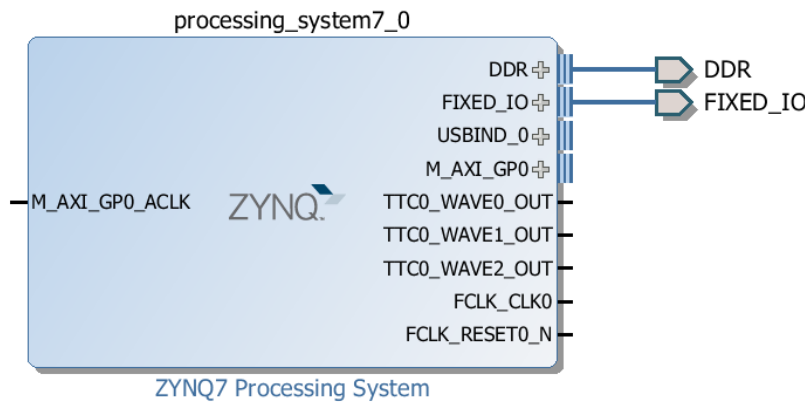 processing_system7_0
DDR
DDR
FIXED_IO
FIXED_IO
USBIND_0
M_AXI_GP0
M_AXI_GP0_ACLK
ZYNQ
TTC0_WAVE0_OUT
TTC0_WAVE1_OUT
TTC0_WAVE2_OUT
FCLK_CLK0
FCLK_RESET0_N
ZYNQ7 Processing System